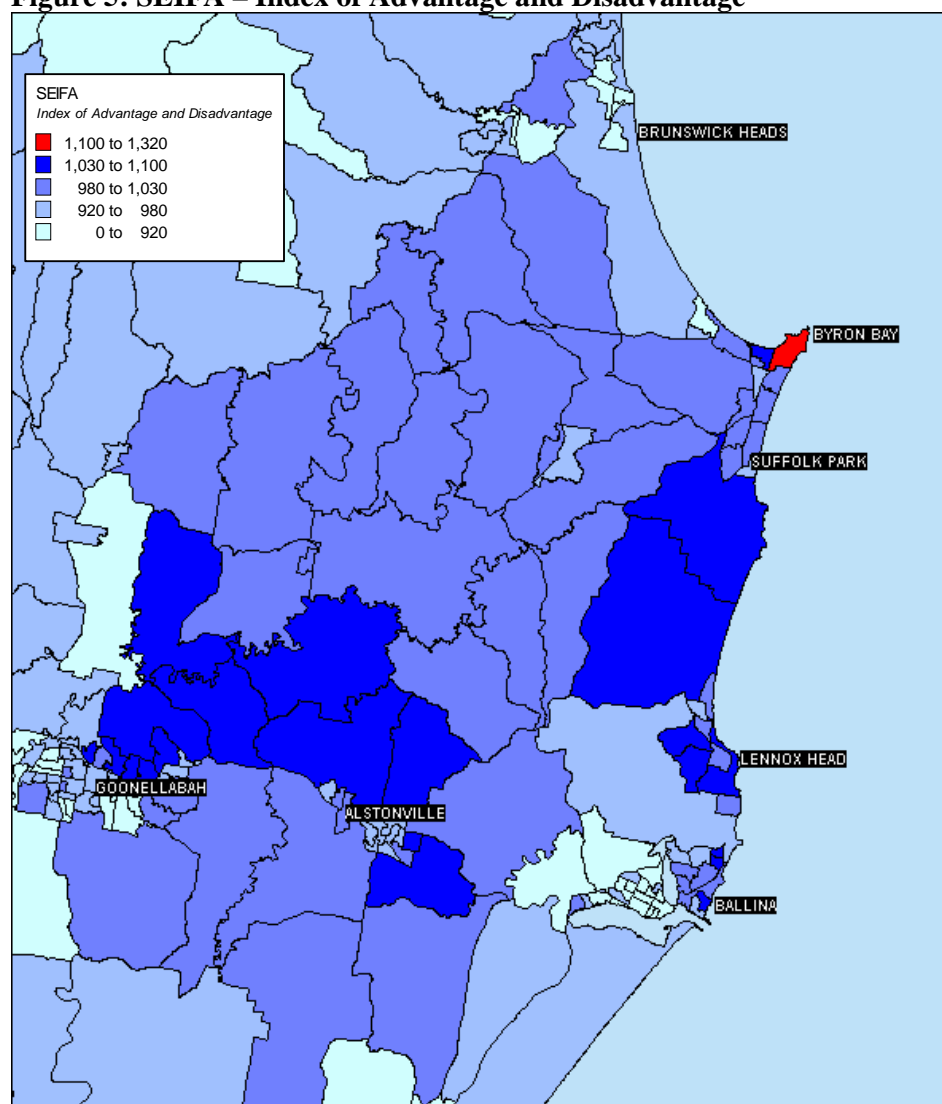 Figure 5: SEIFA – Index of Advantage and Disadvantage
SEIFA
Index of Advantage and Disadvantage
1,100 to 1,320
1,030 to 1,100
980 to 1,030
920 to 980
0 to 920
BRUNSWICK HEADS
BYRON BAY
SUFFOLK PARK
LENNOX HEAD
GOONELLABAH
ALSTONVILLE
BALLINA